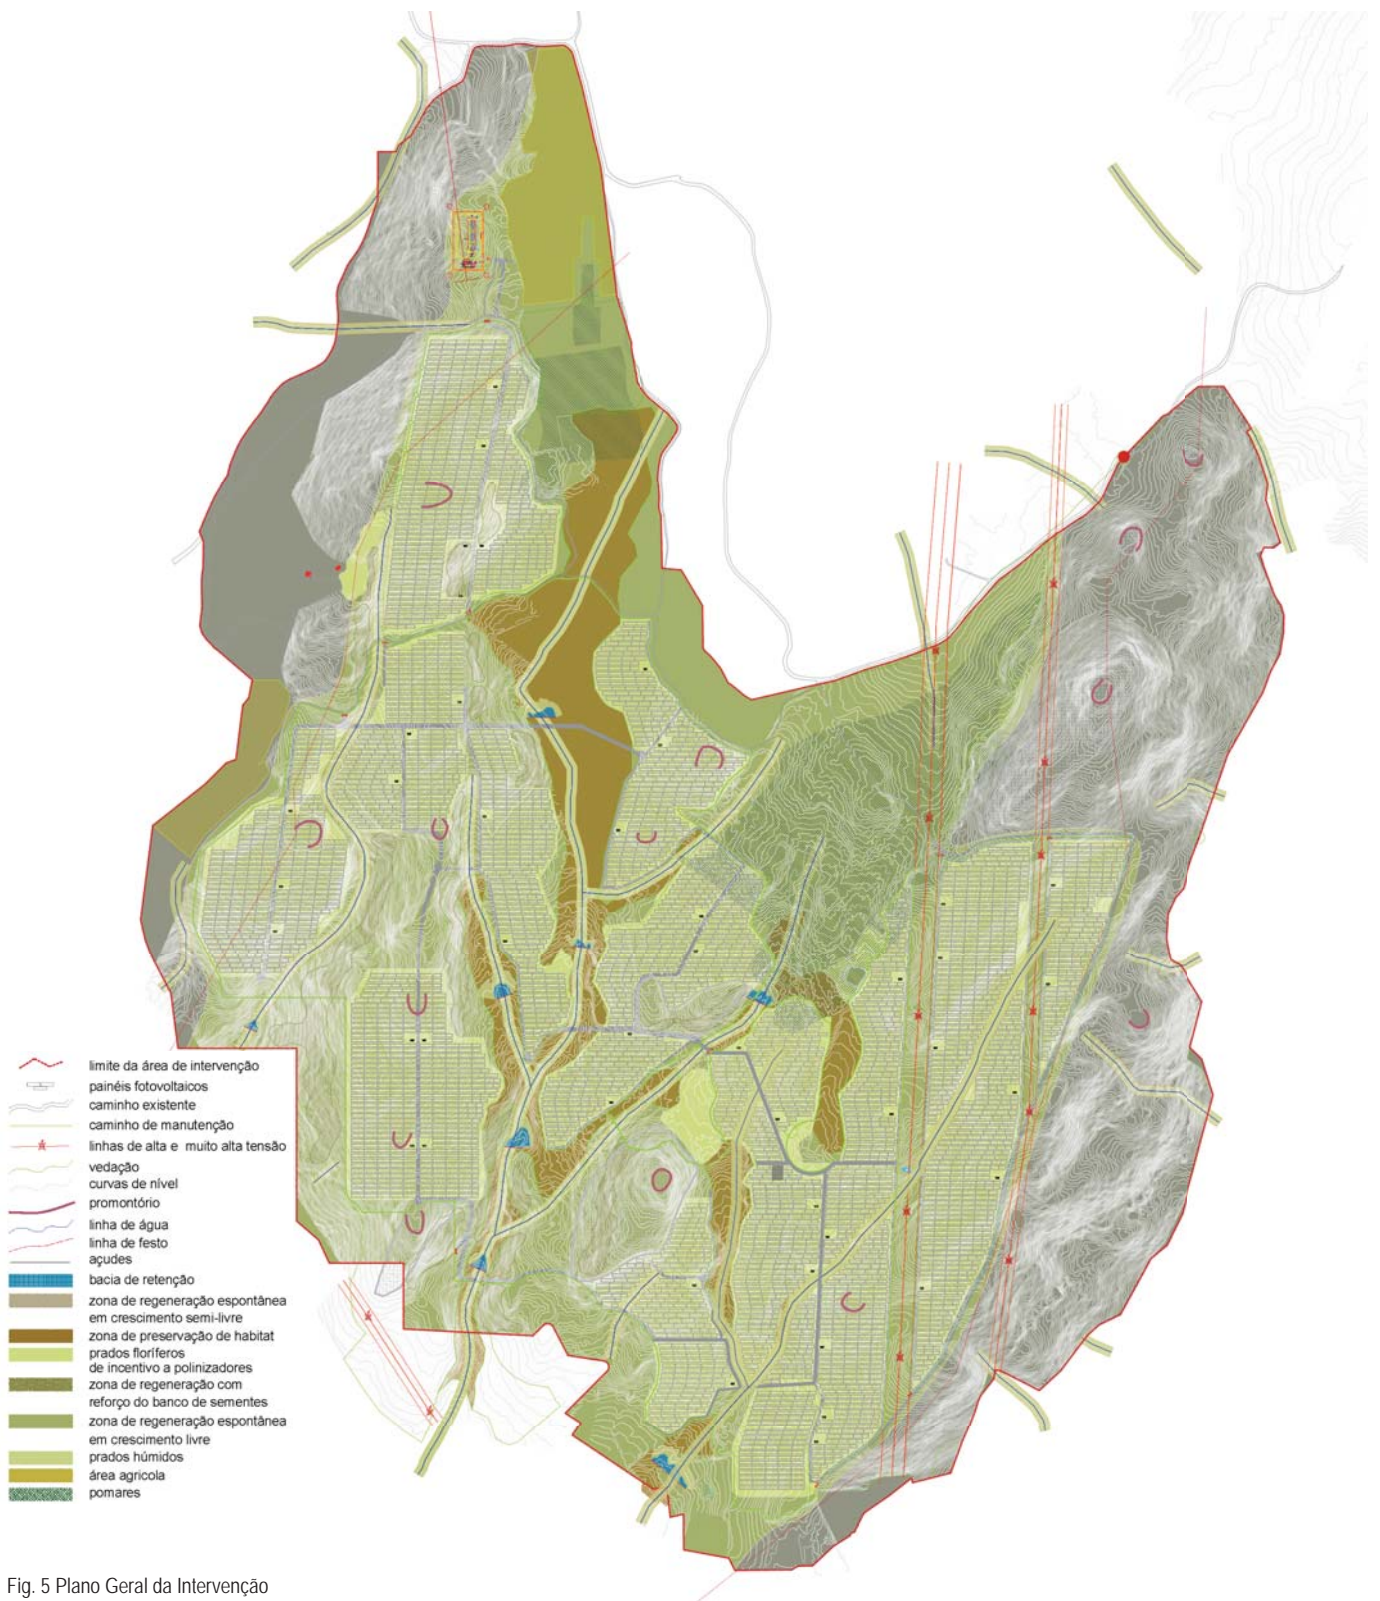 limite da área de intervenção
painéis fotovoltaicos
caminho existente
caminho de manutenção
linhas de alta e muito alta tensão
vedação
curvas de nível
promontório
linha de água
linha de festo
açudes
bacia de retenção
zona de regeneração espontânea
em crescimento semi-livre
zona de preservação de habitat
prados floríferos
de incentivo a polinizadores
zona de regeneração com
reforço do banco de sementes
zona de regeneração espontânea
em crescimento livre
prados húmidos
área agricola
pomares
Fig. 5 Plano Geral da Intervenção